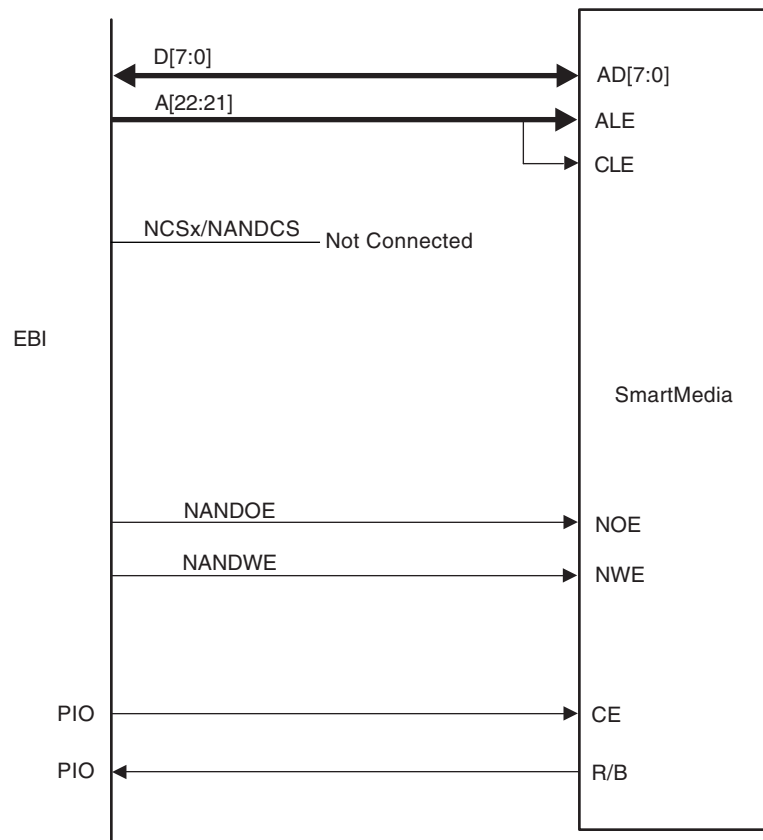 D[7:0]
AD[7:0]
A[22:21]
ALE
CLE
NCSx/NANDCS
Not Connected
EBI
SmartMedia
NANDOE
NOE
NANDWE
NWE
PIO
CE
PIO
R/B